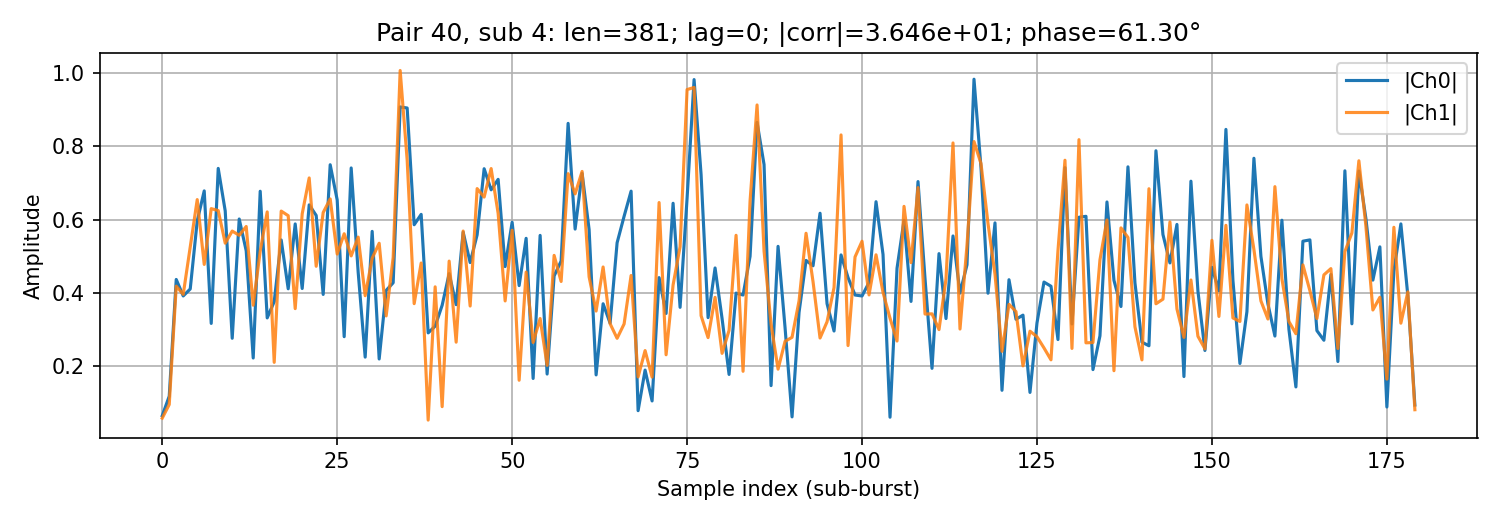 Pair 40, sub 4: len=381; lag=0; |corr|=3.646e+01; phase=61.30°
|Ch0|
|Ch1|
Amplitude
1.0
0.8
0.6
0.4
0.2
0 25 50 75 100 125 150 175
Sample index (sub-burst)